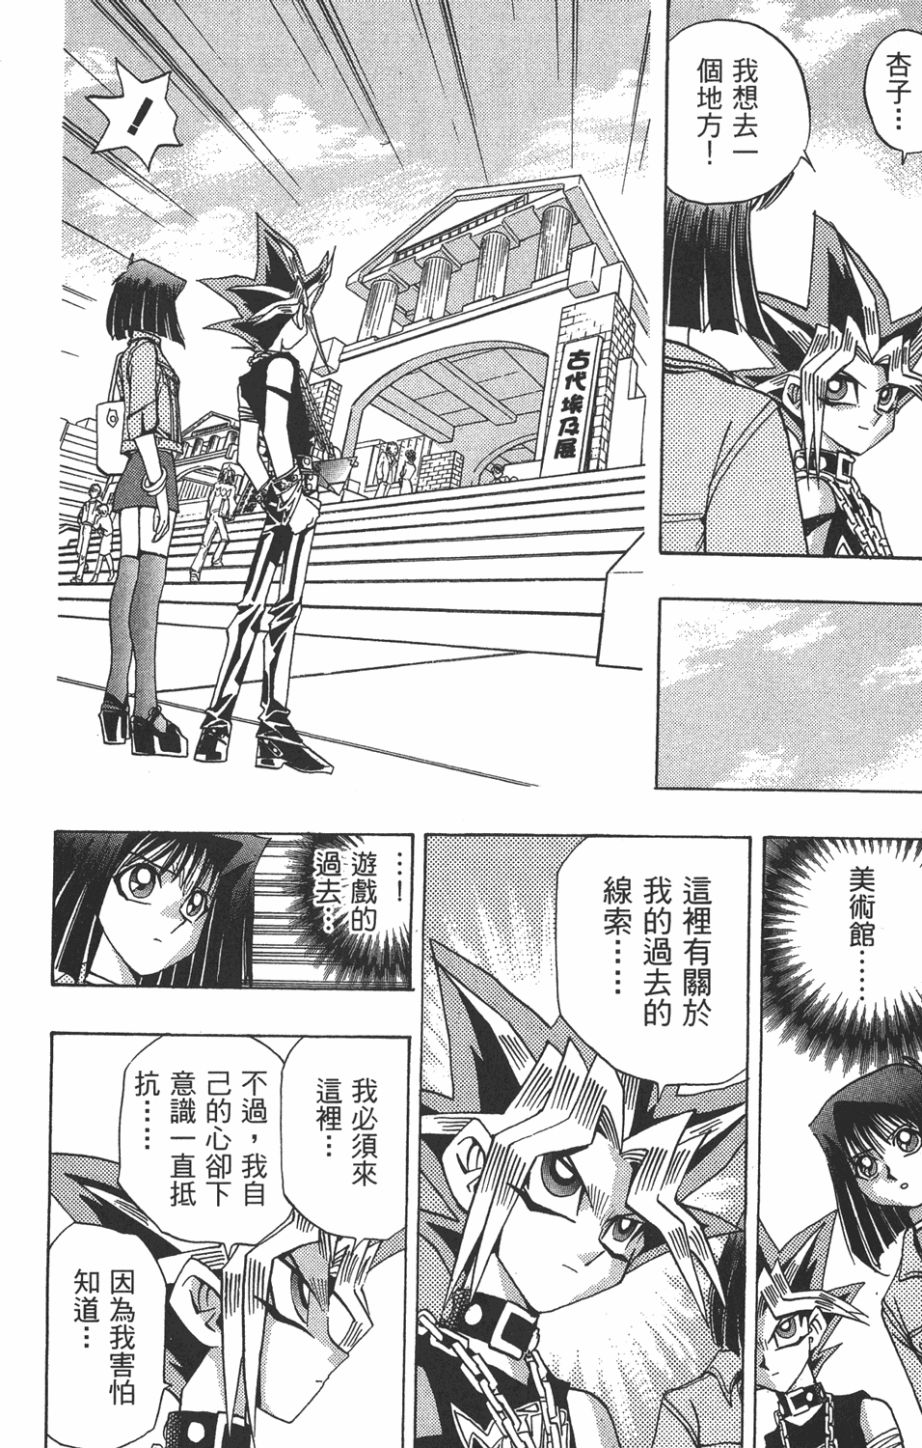 杏子…
我想去一
個地方！
！
古代埃及展
美術館……
這裡有關於
我的過去的
線索……
…！
遊戲的
過去…
我必須來
這裡…
不過，我自
己的心卻下
意識一直抵
抗……
因為我害怕
知道…